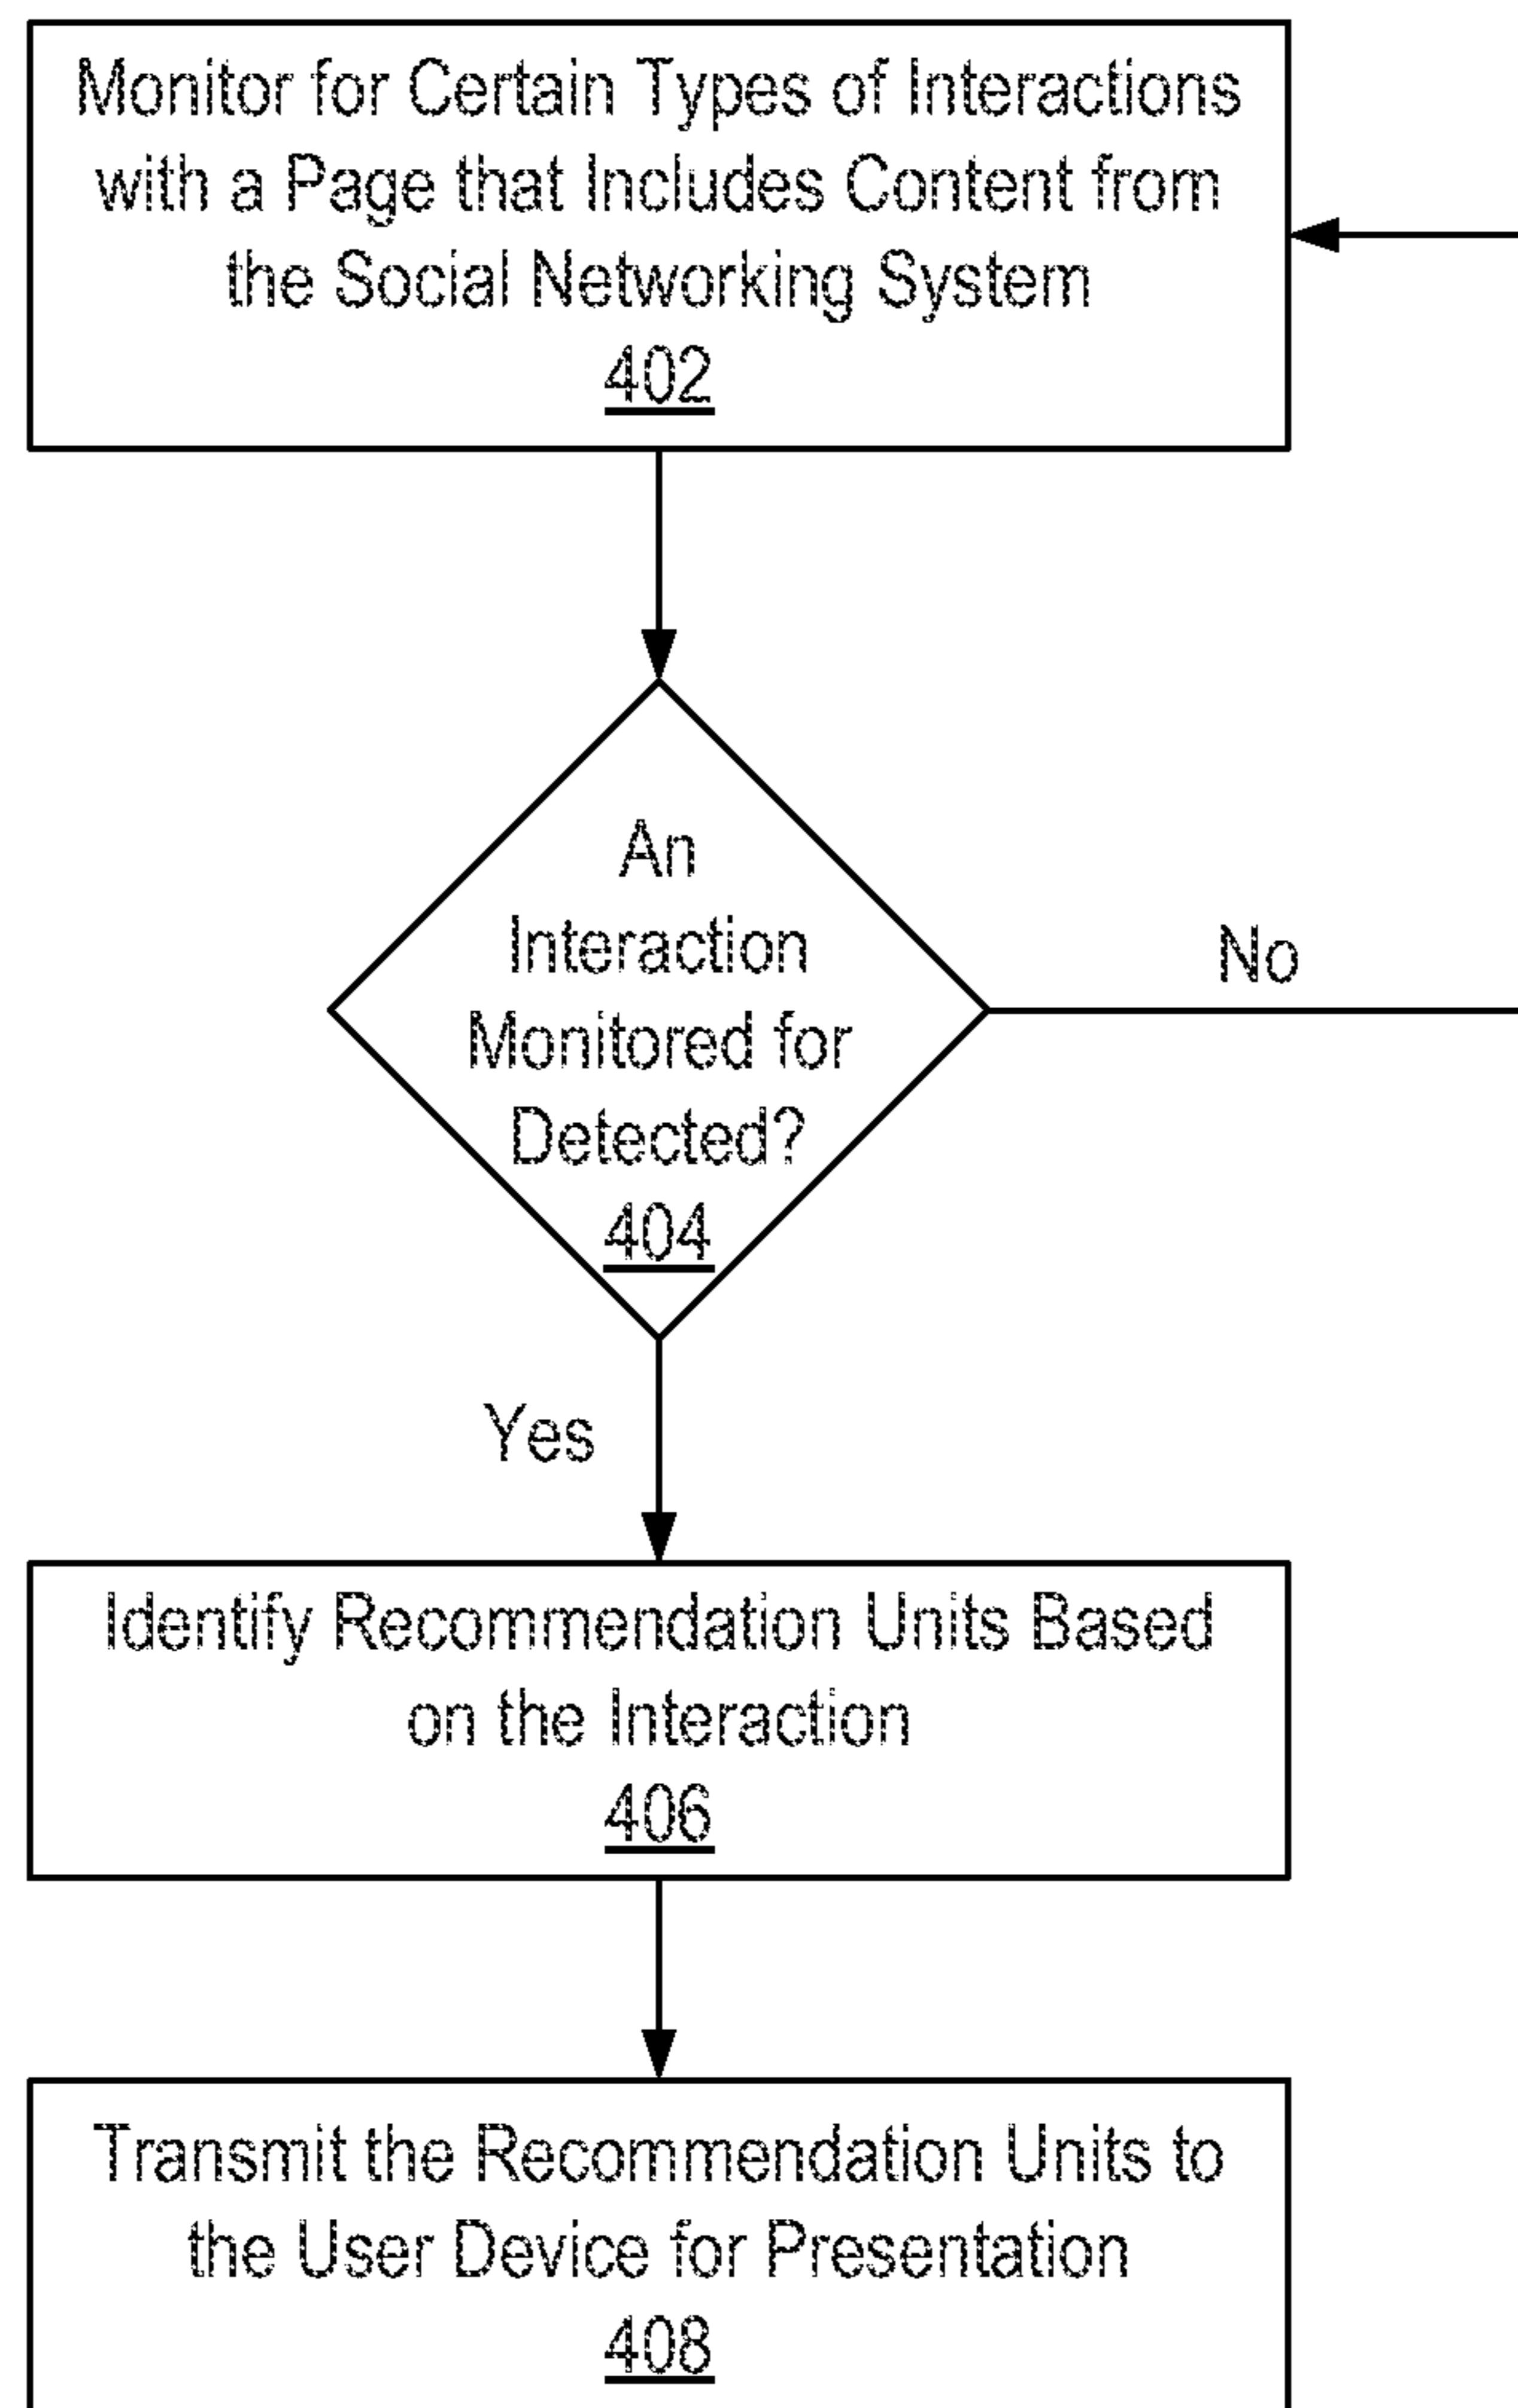 Monitor for Certain Types of Interactions
with a Page that Includes Content from
the Social Networking System
402
An
Interaction
Monitored for
Detected?
404
No
Yes
Identify Recommendation Units Based
on the Interaction
406
Transmit the Recommendation Units to
the User Device for Presentation
408